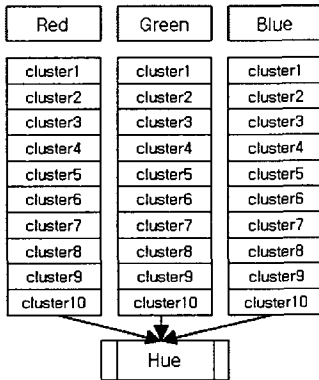 Red Green Blue
cluster1 cluster1 cluster1
cluster2 cluster2 cluster2
cluster3 cluster3 cluster3
cluster4 cluster4 cluster4
cluster5 cluster5 cluster5
cluster6 cluster6 cluster6
cluster7 cluster7 cluster7
cluster8 cluster8 cluster8
cluster9 cluster9 cluster9
cluster10 cluster10 cluster10
Hue